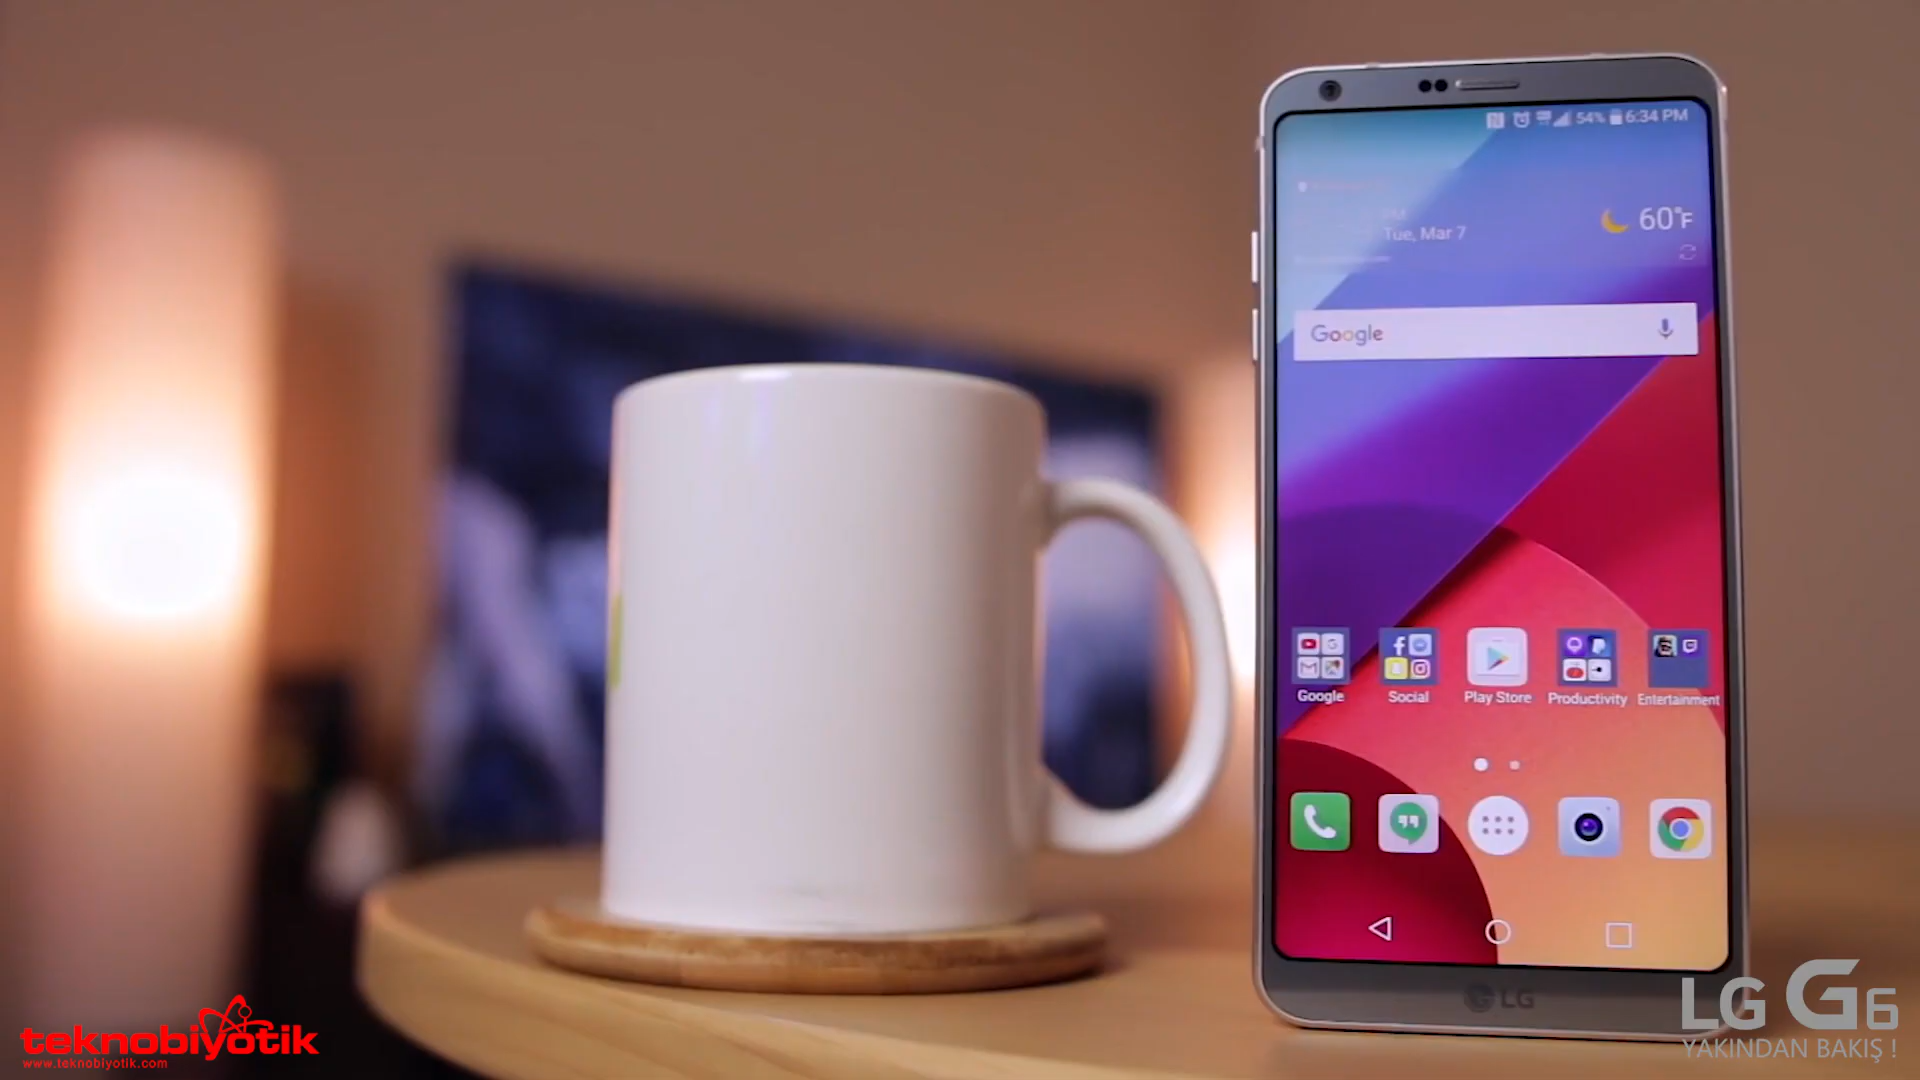 54% 6:34 PM
PM
Tue, Mar 7
60°F
Google
Google
Social
Play Store
Productivity
Entertainment
LG
LG G6
YAKINDAN BAKIŞ !
teknobiyotik
www.teknobiyotik.com